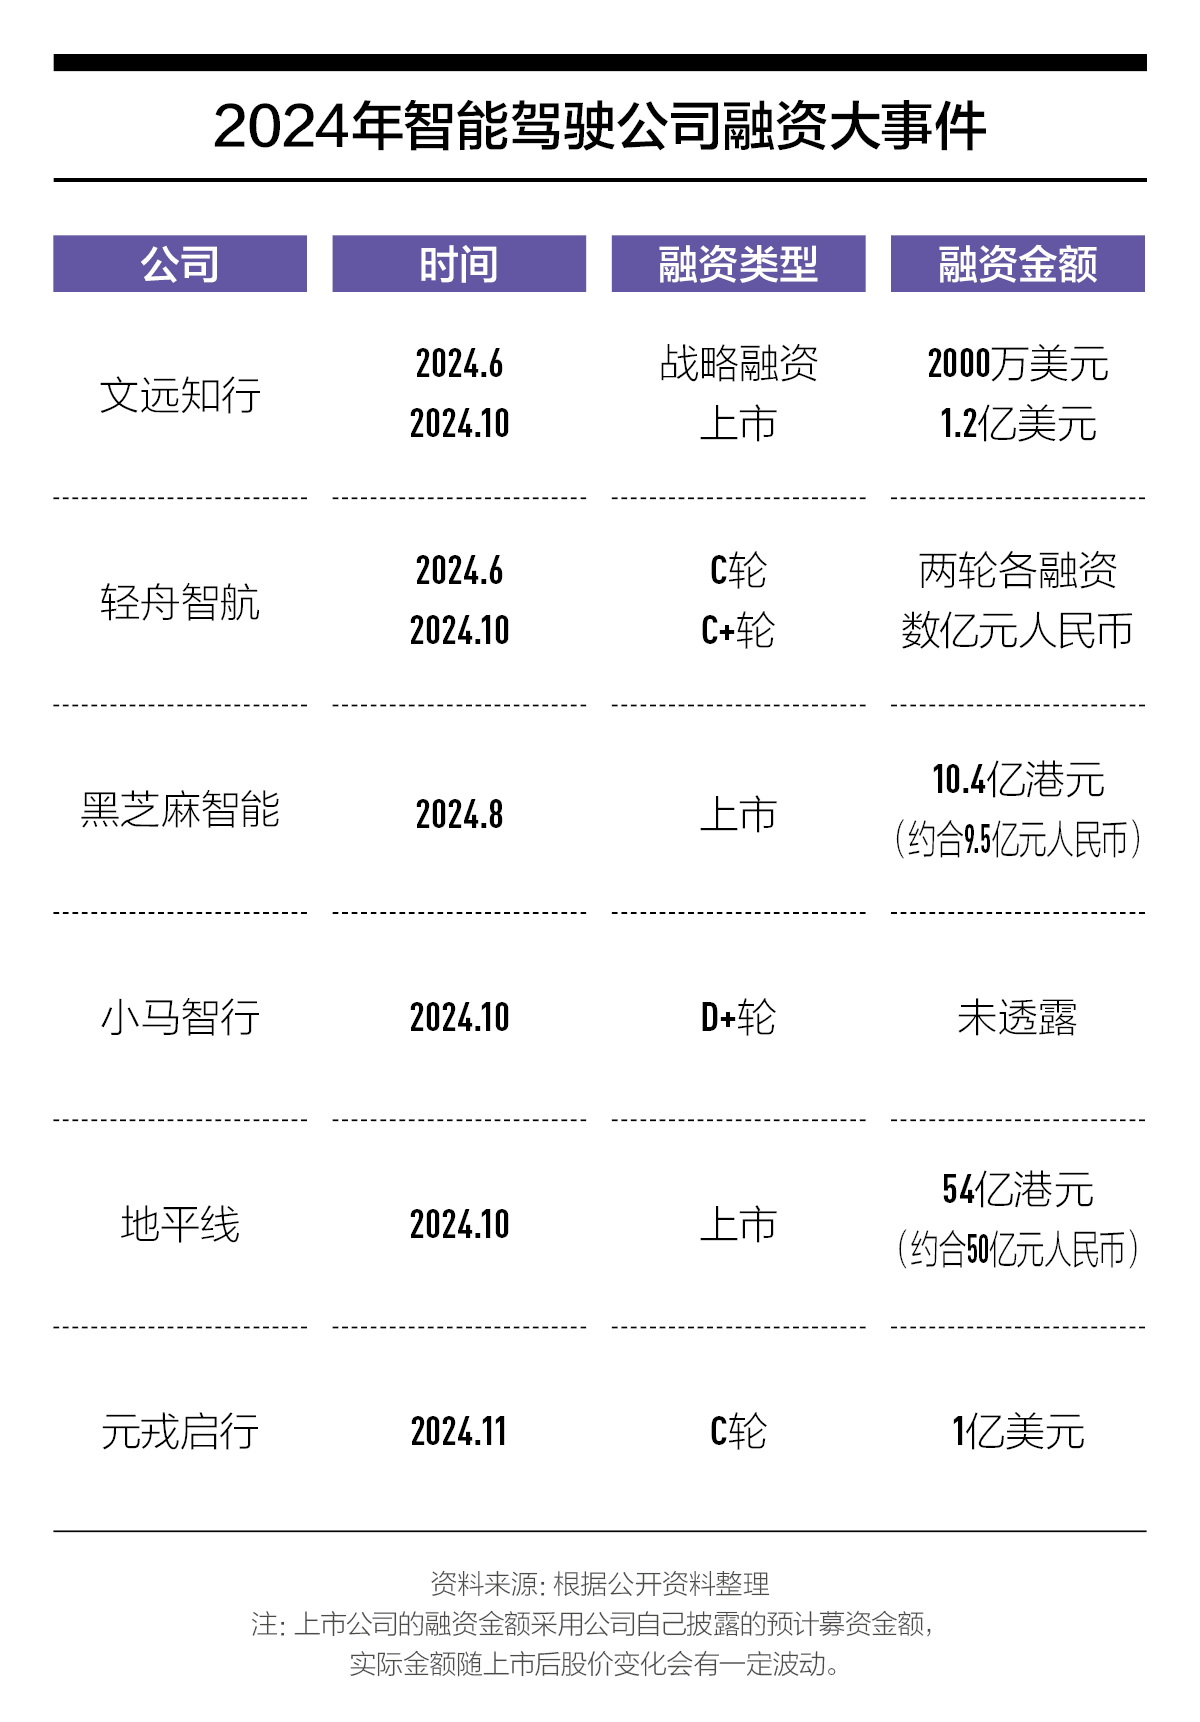 2024年智能驾驶公司融资大事件
公司 时间 融资类型 融资金额
文远知行
2024.6 战略融资 2000万美元
2024.10 上市 1.2亿美元
轻舟智航
2024.6 C轮 两轮各融资
2024.10 C+轮 数亿元人民币
黑芝麻智能 2024.8 上市
10.4亿港元
（约合9.5亿元人民币）
小马智行 2024.10 D+轮 未透露
地平线 2024.10 上市
54亿港元
（约合50亿元人民币）
元戎启行 2024.11 C轮 1亿美元
资料来源：根据公开资料整理
注：上市公司的融资金额采用公司自己披露的预计募资金额，
实际金额随上市后股价变化会有一定波动。